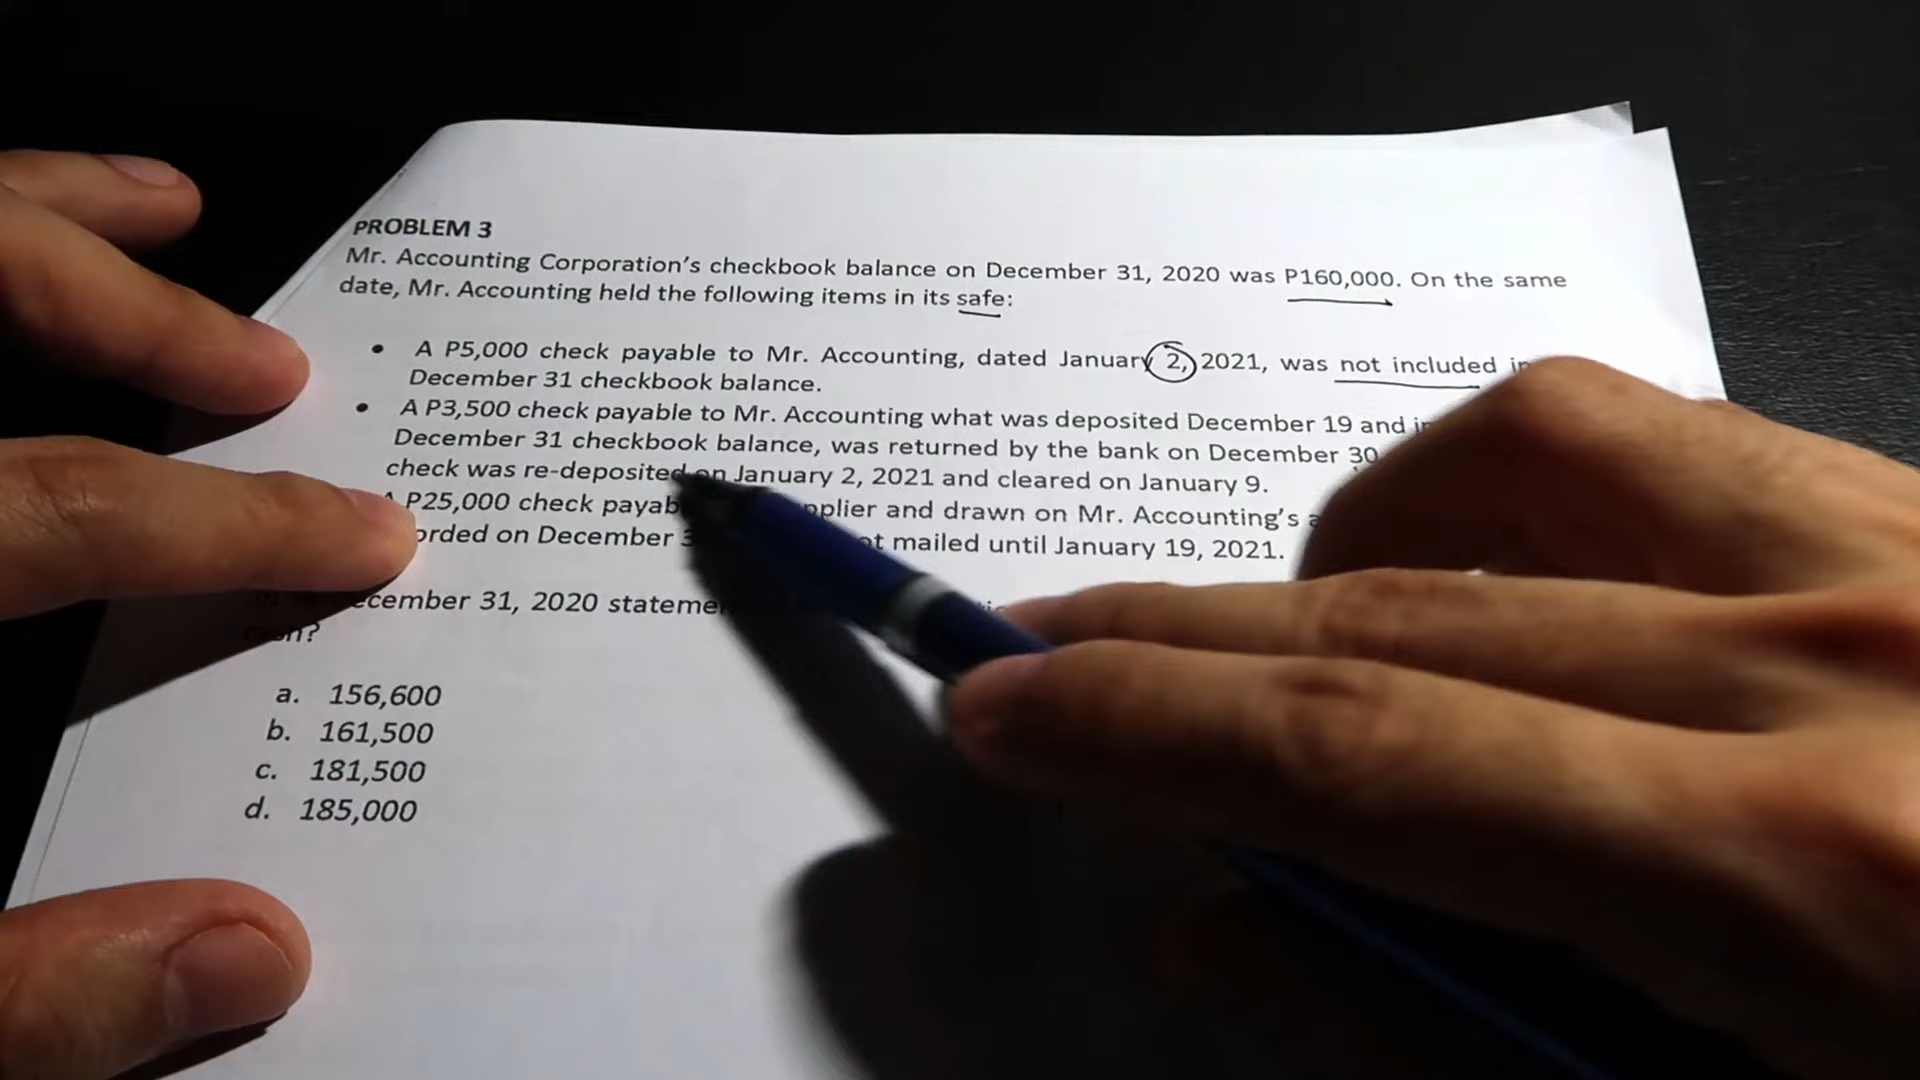 PROBLEM 3
Mr. Accounting Corporation's checkbook balance on December 31, 2020 was P160,000. On the same
date, Mr. Accounting held the following items in its safe:
• A P5,000 check payable to Mr. Accounting, dated January 2, 2021, was not included
December 31 checkbook balance.
• A P3,500 check payable to Mr. Accounting what was deposited December 19 and
December 31 checkbook balance, was returned by the bank on December 30
check was re-deposited on January 2, 2021 and cleared on January 9.
A P25,000 check and drawn on Mr. Accounting's
on December mailed until January 19, 2021.
December 31, 2020
cash?
a. 156,600
b. 161,500
c. 181,500
d. 185,000